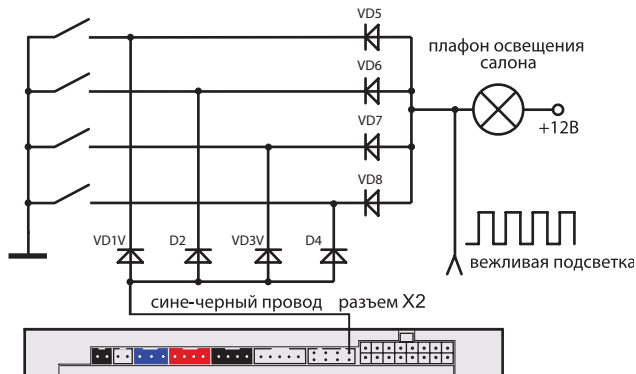 VD5
VD6
VD7
VD8
плафон освещения
салона
+12В
VD1V D2 VD3V D4
вежливая подсветка
сине-черный провод разъем X2